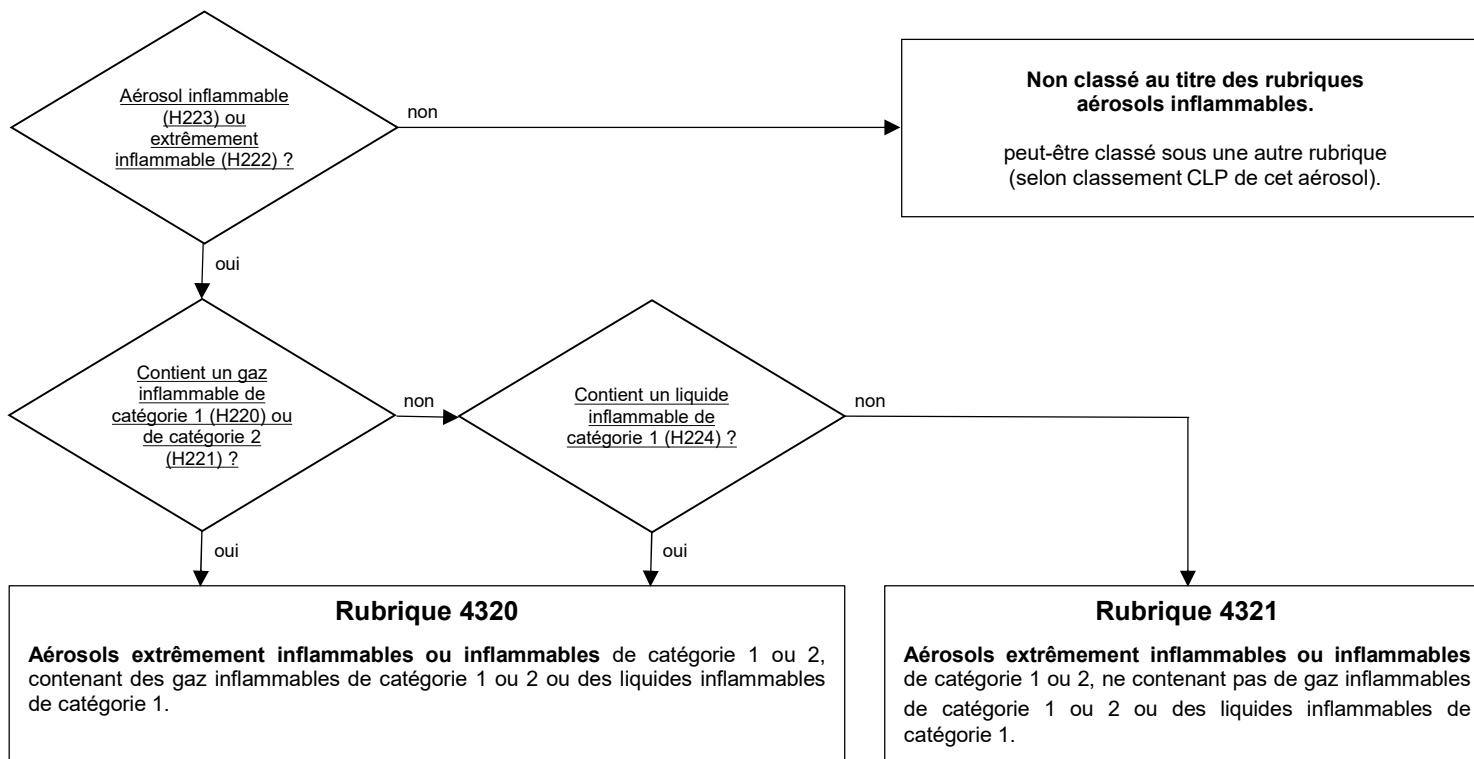 Aérosol inflammable
(H223) ou
extrêmement
inflammable (H222) ?
non
Non classé au titre des rubriques
aérosols inflammables.
peut-être classé sous une autre rubrique
(selon classement CLP de cet aérosol).
oui
Contient un gaz
inflammable de
catégorie 1 (H220) ou
de catégorie 2
(H221) ?
non
Contient un liquide
inflammable de
catégorie 1 (H224) ?
non
oui
oui
Rubrique 4320
Aérosols extrêmement inflammables ou inflammables de catégorie 1 ou 2,
contenant des gaz inflammables de catégorie 1 ou 2 ou des liquides inflammables
de catégorie 1.
Rubrique 4321
Aérosols extrêmement inflammables ou inflammables
de catégorie 1 ou 2, ne contenant pas de gaz inflammables
de catégorie 1 ou 2 ou des liquides inflammables de
catégorie 1.